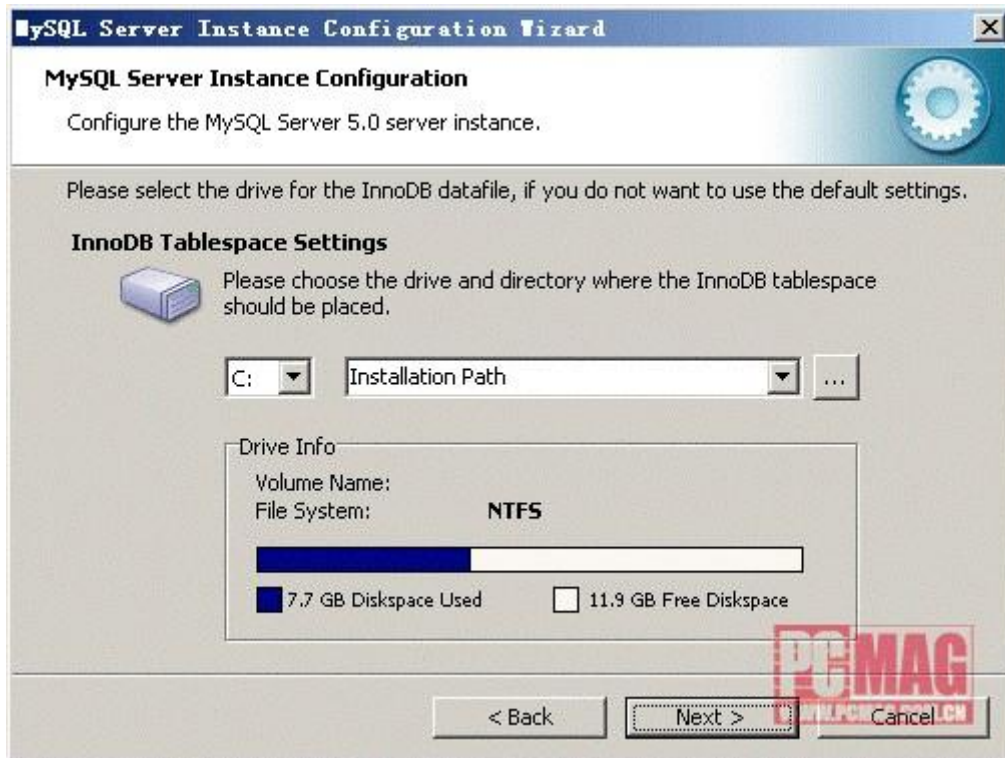 MySQL Server Instance Configuration Wizard
MySQL Server Instance Configuration
Configure the MySQL Server 5.0 server instance.
Please select the drive for the InnoDB datafile, if you do not want to use the default settings.
InnoDB Tablespace Settings
Please choose the drive and directory where the InnoDB tablespace
should be placed.
C: Installation Path ...
Drive Info
Volume Name:
File System: NTFS
7.7 GB Diskspace Used 11.9 GB Free Diskspace
PCMAG
< Back Next > Cancel